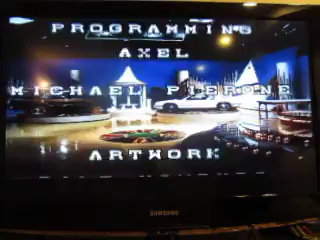 PROGRAMMING
AXEL
MICHAEL PIERONE
ARTWORK
SAMSUNG